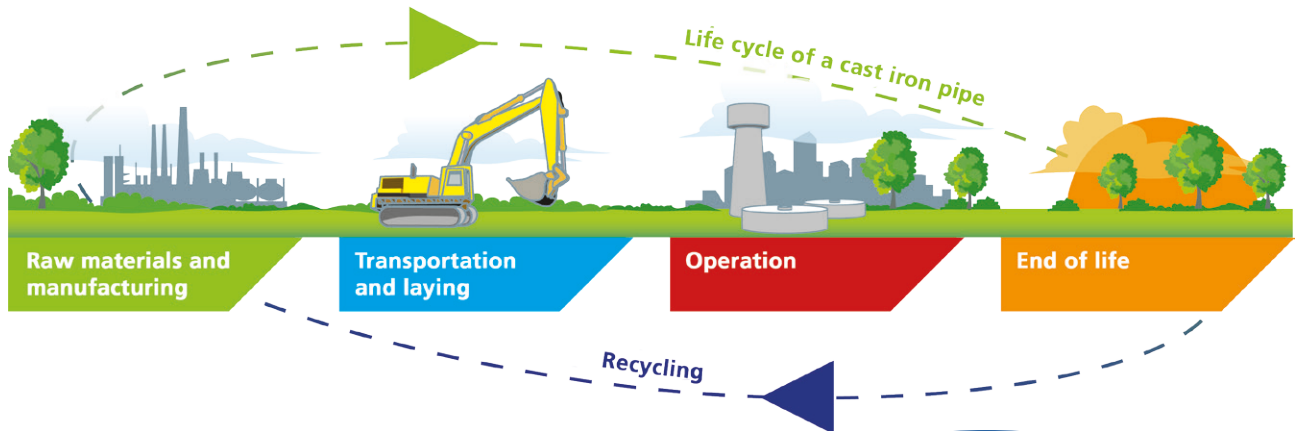 Life cycle of a cast iron pipe
Raw materials and
manufacturing
Transportation
and laying
Operation
End of life
Recycling